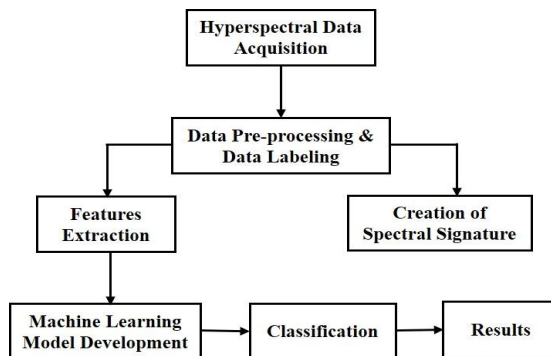 Hyperspectral Data
Acquisition
Data Pre-processing &
Data Labeling
Features
Extraction
Creation of
Spectral Signature
Machine Learning
Model Development
Classification
Results